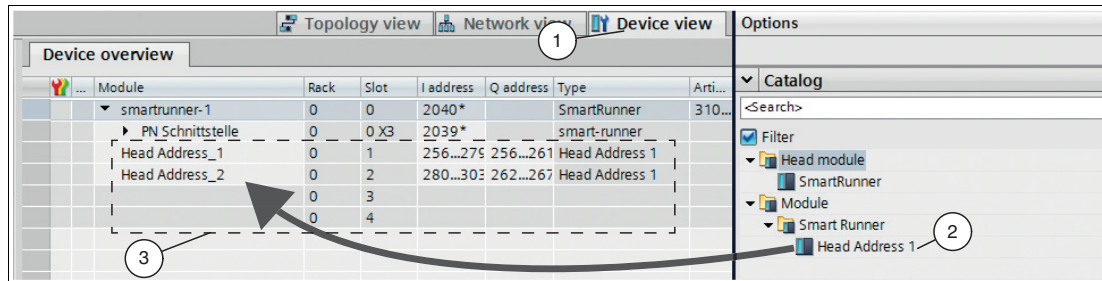 Topology view Network view Device view Options
1
Device overview
... Module Rack Slot I address Q address Type Arti...
Catalog
smartrunner-1 0 0 2040* SmartRunner 310...
<Search>
PN Schnittstelle 0 0 X3 2039* smart-runner
Filter
Head Address_1 0 1 256...279 256...261 Head Address 1
Head module
Head Address_2 0 2 280...303 262...267 Head Address 1
SmartRunner
0 3
Module
0 4
Smart Runner
2
Head Address 1
3